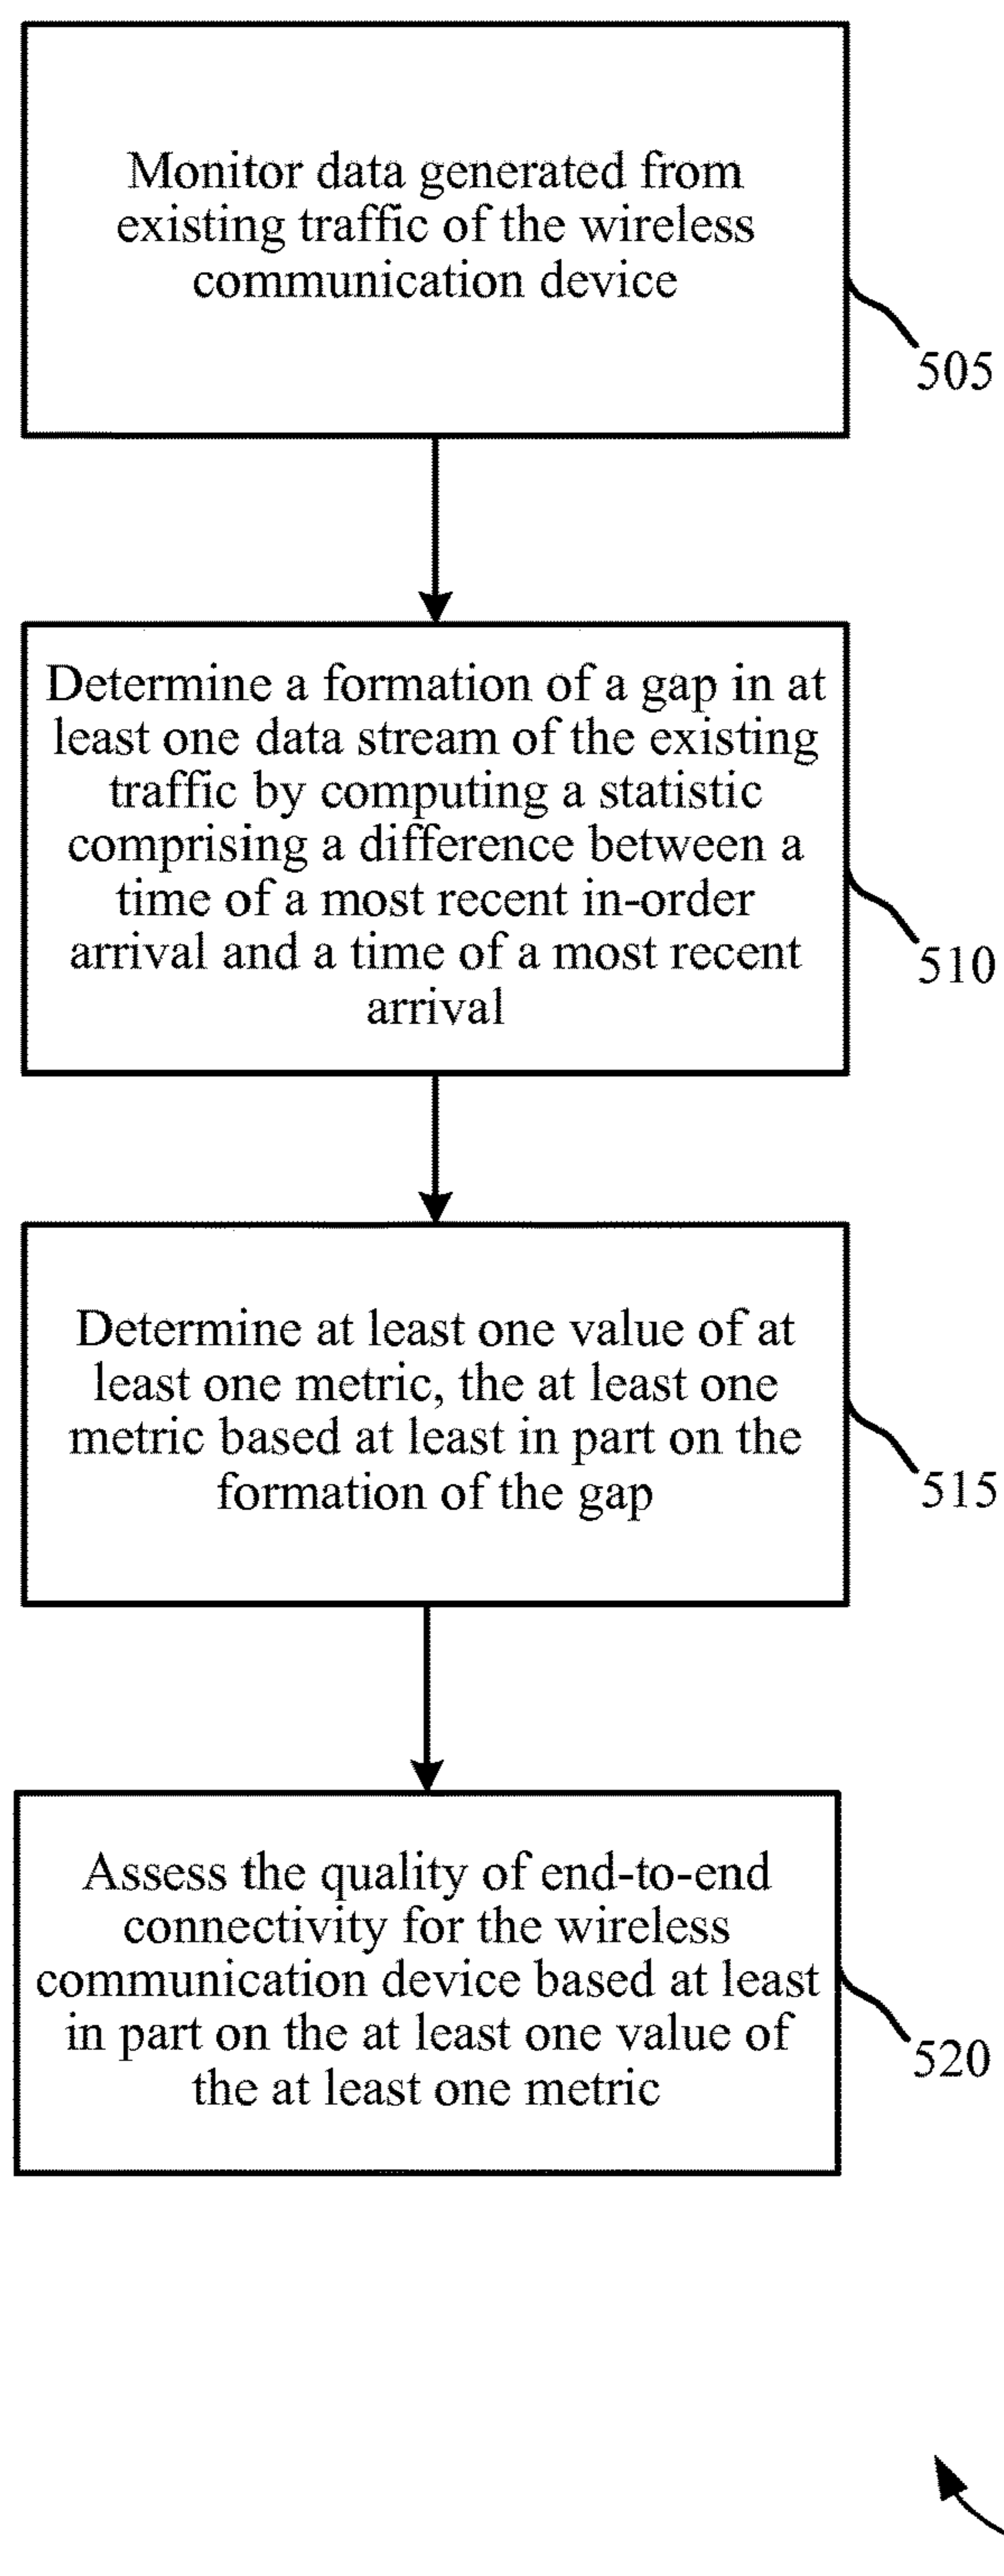 Monitor data generated from
existing traffic of the wireless
communication device
505
Determine a formation of a gap in at
least one data stream of the existing
traffic by computing a statistic
comprising a difference between a
time of a most recent in-order
arrival and a time of a most recent
arrival
510
Determine at least one value of at
least one metric, the at least one
metric based at least in part on the
formation of the gap
515
Assess the quality of end-to-end
connectivity for the wireless
communication device based at least
in part on the at least one value of
the at least one metric
520